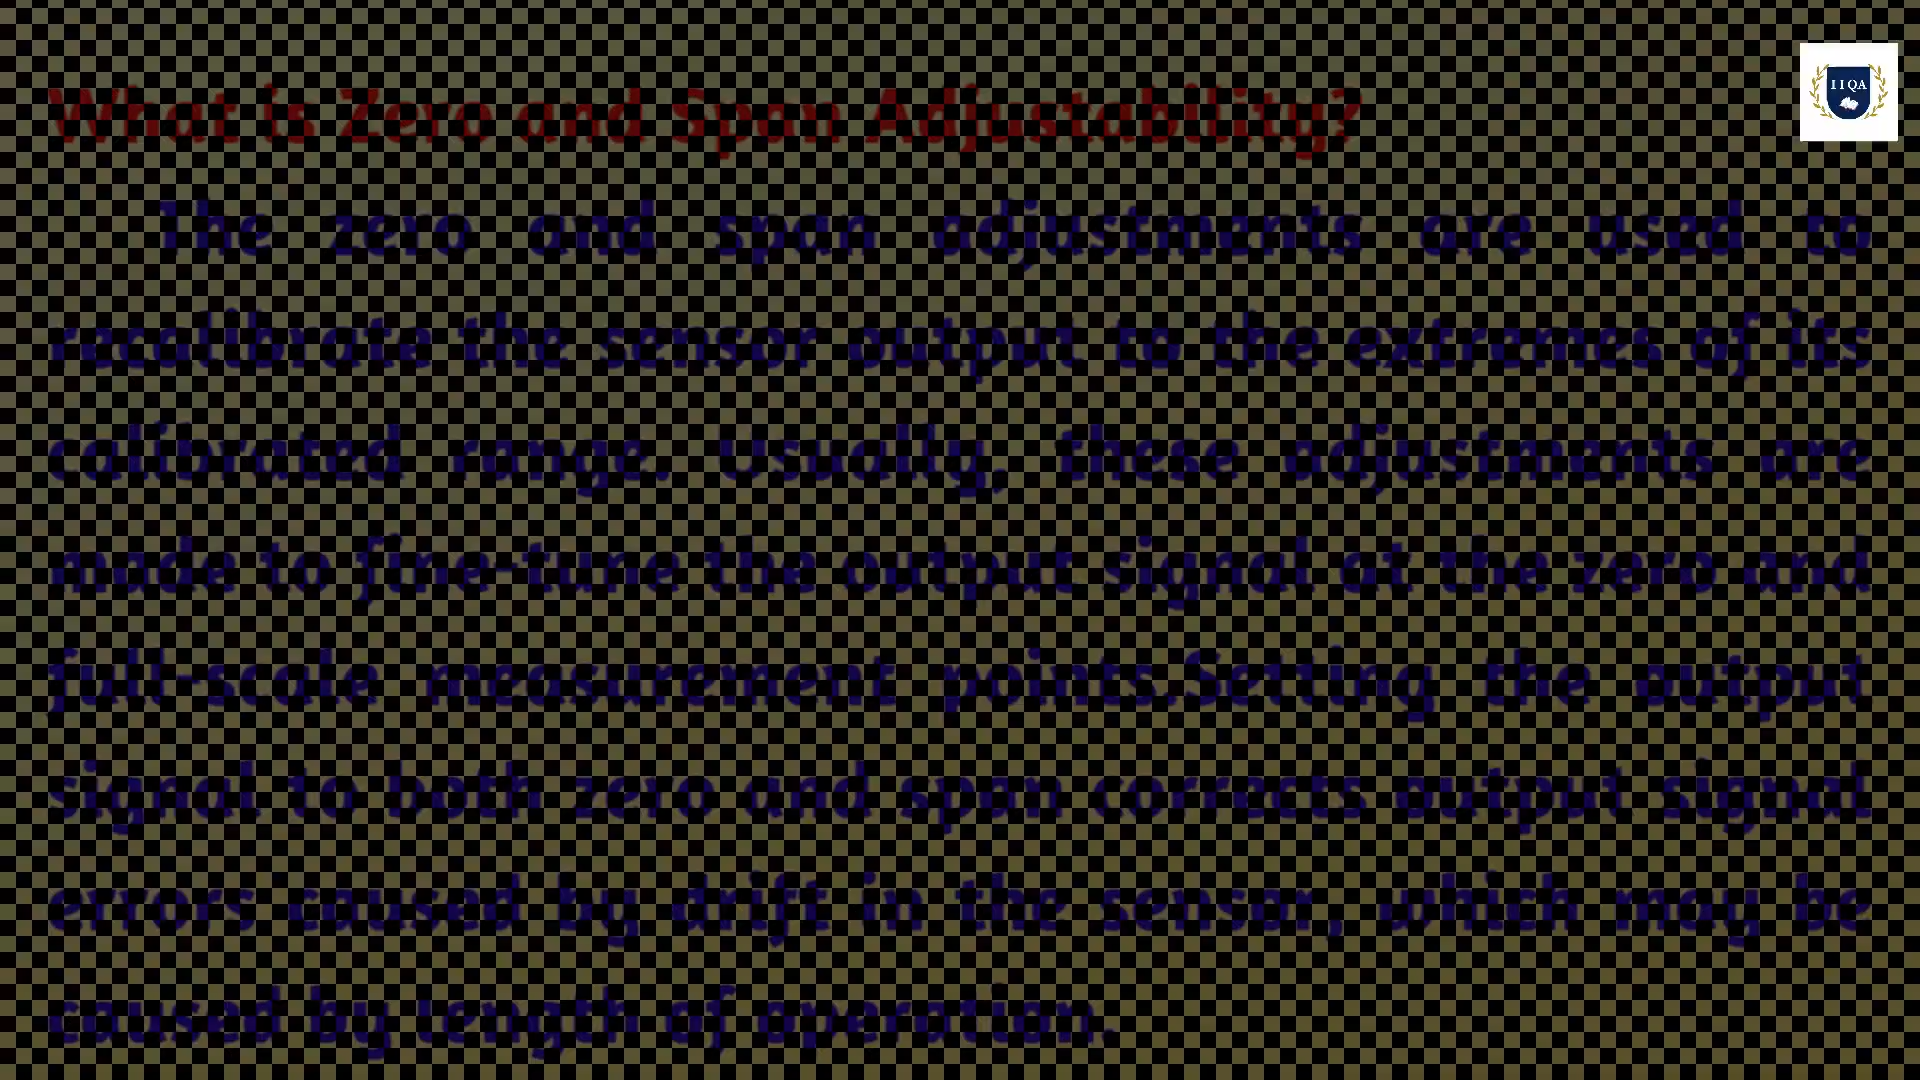 IIQA
What is Zero and Span Adjustability?
The zero and span adjustments are used to
recalibrate the sensor output to the extremes of its
calibrated range. Usually, these adjustments are
made to fine-tune the output signal at the zero and
full-scale measurement points.Setting the output
signal to both zero and span corrects output signal
errors caused by drift in the sensor, which may be
caused by length of operation.